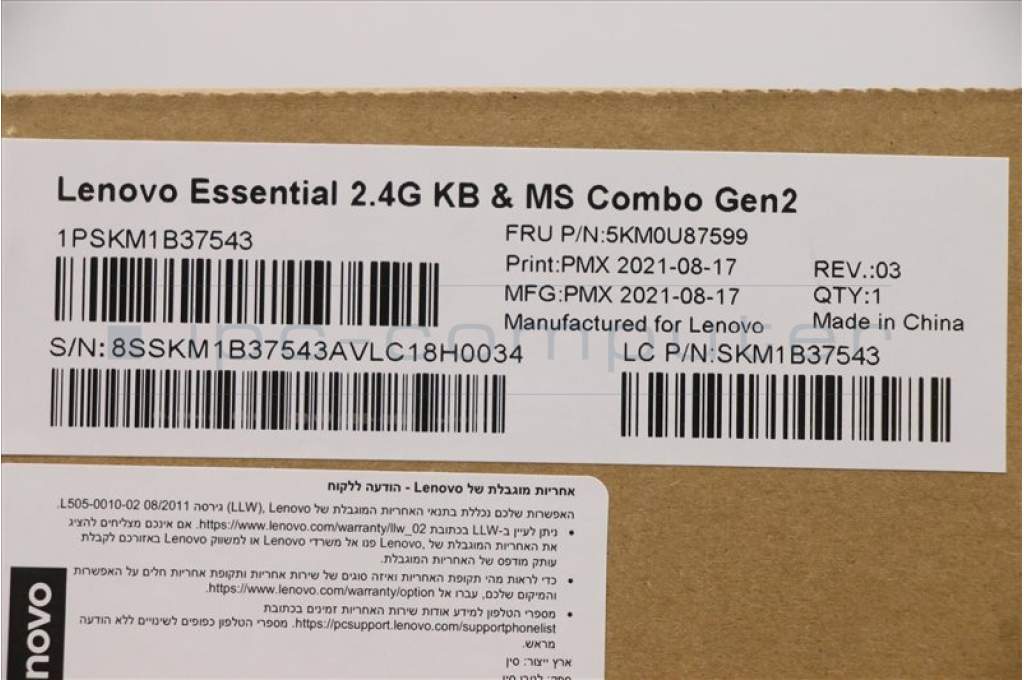 Lenovo Essential 2.4G KB & MS Combo Gen2
1PSKM1B37543
FRU P/N:5KM0U87599
Print:PMX 2021-08-17
REV.:03
MFG:PMX 2021-08-17
QTY:1
Manufactured for Lenovo
Made in China
S/N:8SSKM1B37543AVLC18H0034
LC P/N:SKM1B37543
ipc-computer
אחריות מוגבלת של Lenovo - הודעה ללקוח
האפשרות שלכם נכללת בתנאי האחריות המוגבלת של Lenovo ‏(LLW), גירסה L505-0010-02 08/2011.
• ניתן לעיין ב-LLW בכתובת https://www.lenovo.com/warranty/llw_02. אם אינכם מצליחים להציג
את האחריות המוגבלת של Lenovo, פנו אל משרדי Lenovo או למשווק Lenovo באזורכם לקבלת
עותק מודפס של האחריות המוגבלת.
• כדי לראות מהי תקופת האחריות ואיזה סוגים של שירות אחריות ותקופת אחריות חלים על האפשרות
והמיקום שלכם, עברו אל https://www.lenovo.com/warranty/option.
• מספרי הטלפון למידע אודות שירות האחריות זמינים בכתובת
https://pcsupport.lenovo.com/supportphonelist. מספרי הטלפון כפופים לשינויים ללא הודעה
מראש.
ארץ ייצור: סין
novo